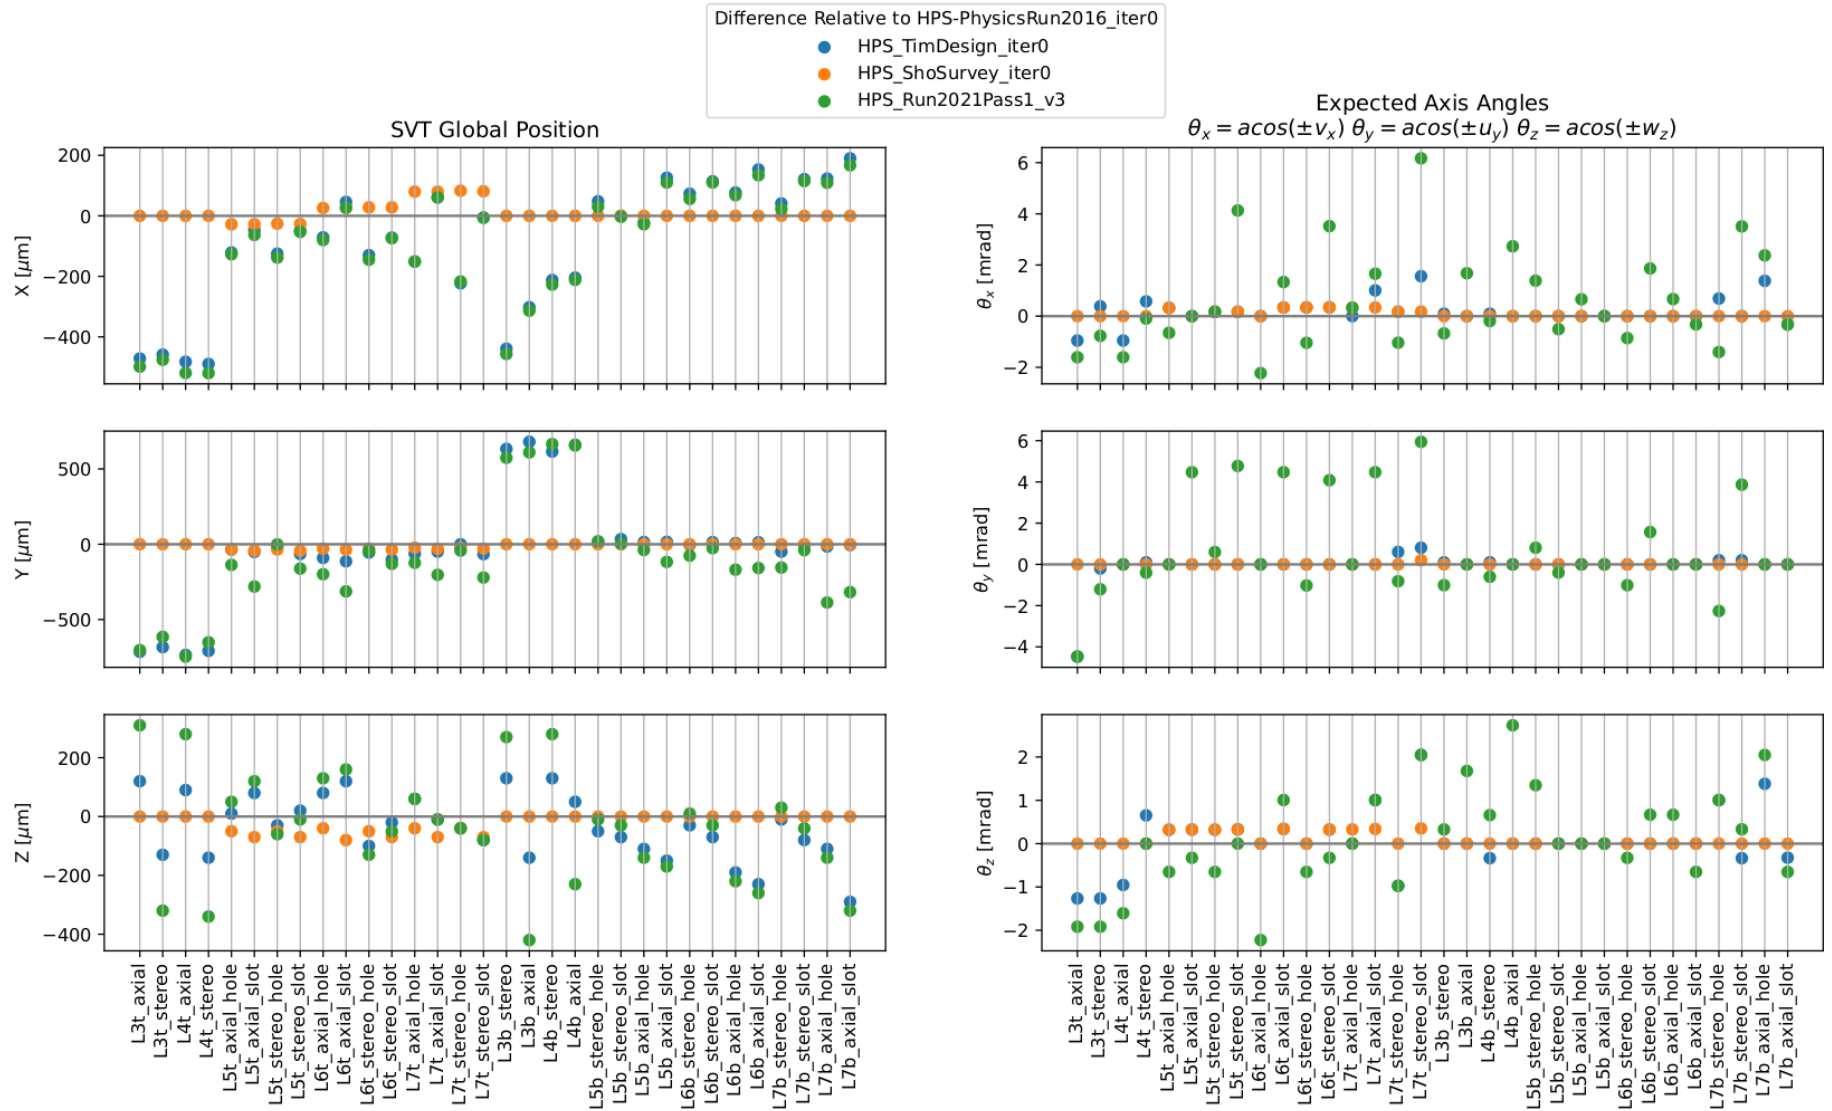 Difference Relative to HPS-PhysicsRun2016_iter0
HPS_TimDesign_iter0
HPS_ShoSurvey_iter0
HPS_Run2021Pass1_v3
SVT Global Position
200
0
−200
−400
X [μm]
500
0
−500
Y [μm]
200
0
−200
−400
Z [μm]
L3t_axial
L3t_stereo
L4t_axial
L4t_stereo
L5t_axial_hole
L5t_axial_slot
L5t_stereo_hole
L5t_stereo_slot
L6t_axial_hole
L6t_axial_slot
L6t_stereo_hole
L6t_stereo_slot
L7t_axial_hole
L7t_axial_slot
L7t_stereo_hole
L7t_stereo_slot
L3b_stereo
L3b_axial
L4b_stereo
L4b_axial
L5b_stereo_hole
L5b_stereo_slot
L5b_axial_hole
L5b_axial_slot
L6b_stereo_hole
L6b_stereo_slot
L6b_axial_hole
L6b_axial_slot
L7b_stereo_hole
L7b_stereo_slot
L7b_axial_hole
L7b_axial_slot
Expected Axis Angles
θx = acos(±vx) θy = acos(±uy) θz = acos(±wz)
6
4
2
0
−2
θx [mrad]
6
4
2
0
−2
−4
θy [mrad]
2
1
0
−1
−2
θz [mrad]
L3t_axial
L3t_stereo
L4t_axial
L4t_stereo
L5t_axial_hole
L5t_axial_slot
L5t_stereo_hole
L5t_stereo_slot
L6t_axial_hole
L6t_axial_slot
L6t_stereo_hole
L6t_stereo_slot
L7t_axial_hole
L7t_axial_slot
L7t_stereo_hole
L7t_stereo_slot
L3b_stereo
L3b_axial
L4b_stereo
L4b_axial
L5b_stereo_hole
L5b_stereo_slot
L5b_axial_hole
L5b_axial_slot
L6b_stereo_hole
L6b_stereo_slot
L6b_axial_hole
L6b_axial_slot
L7b_stereo_hole
L7b_stereo_slot
L7b_axial_hole
L7b_axial_slot